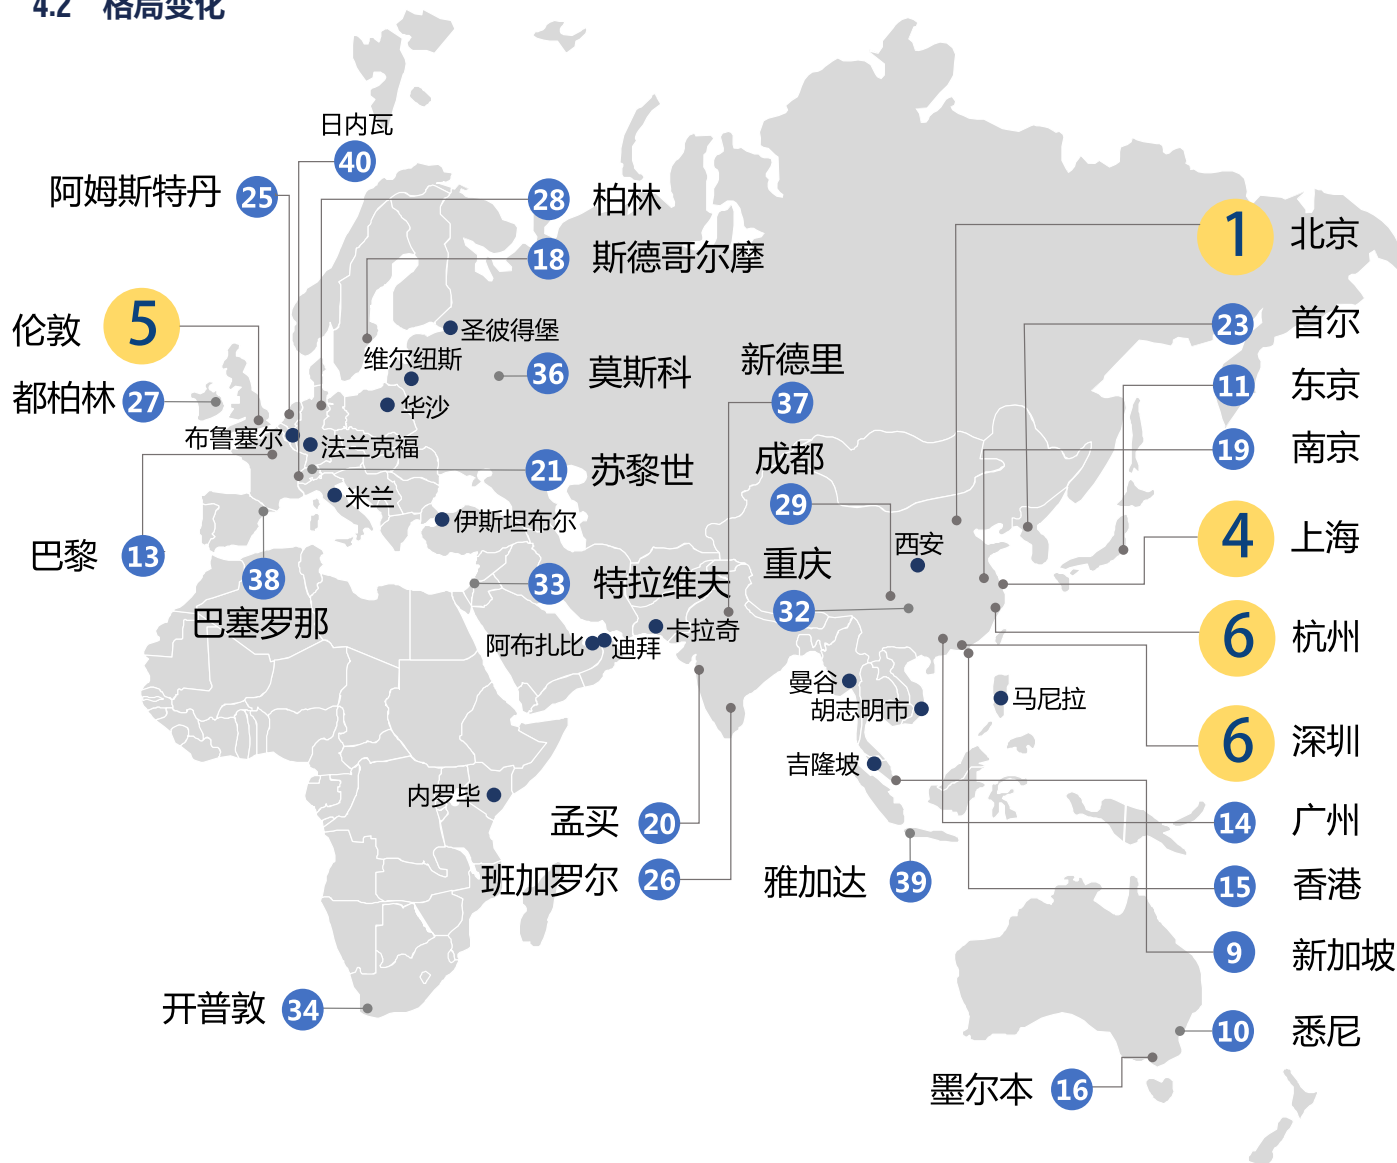 4.2 格局变化
日内瓦
40
阿姆斯特丹 25
28 柏林
18 斯德哥尔摩
1 北京
伦敦 5
圣彼得堡
23 首尔
维尔纽斯
36 莫斯科
新德里
37
都柏林 27
华沙
11 东京
布鲁塞尔
法兰克福
19 南京
成都
29
21 苏黎世
米兰
伊斯坦布尔
4 上海
西安
巴黎 13
38
巴塞罗那
33 特拉维夫
重庆
32
卡拉奇
阿布扎比
迪拜
6 杭州
曼谷
胡志明市
马尼拉
6 深圳
吉隆坡
内罗毕
孟买 20
14 广州
班加罗尔 26
雅加达 39
15 香港
9 新加坡
开普敦 34
10 悉尼
墨尔本 16